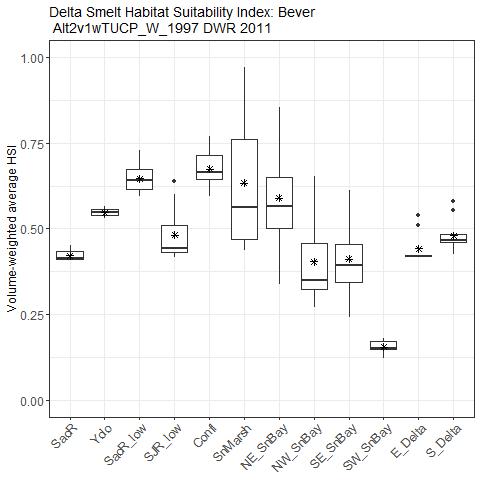 Delta Smelt Habitat Suitability Index: Bever
Alt2v1wTUCP_W_1997 DWR 2011
Volume-weighted average HSI
1.00
0.75
0.50
0.25
0.00
SacR
Yolo
SacR_low
SJR_low
Confl
SnMarsh
NE_SnBay
NW_SnBay
SE_SnBay
SW_SnBay
E_Delta
S_Delta